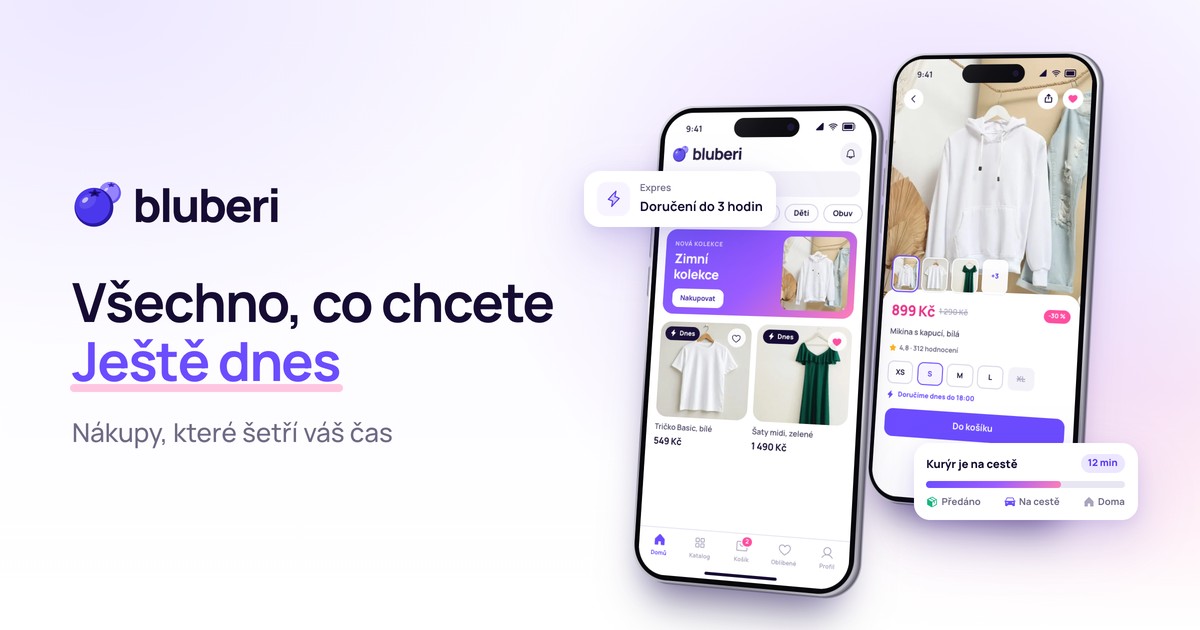 bluberi
Všechno, co chcete
Ještě dnes
Nákupy, které šetří váš čas
9:41
bluberi
Expres
Doručení do 3 hodin
Děti
Obuv
NOVÁ KOLEKCE
Zimní
kolekce
Nakupovat
Dnes
Dnes
Tričko Basic, bílé
549 Kč
Šaty midi, zelené
1 490 Kč
Domů
Katalog
2
Košík
Oblíbené
Profil
9:41
+3
899 Kč 1 290 Kč
-30 %
Mikina s kapucí, bílá
4,8 · 312 hodnocení
XS
S
M
L
XL
Doručíme dnes do 18:00
Do košíku
Kurýr je na cestě
12 min
Předáno
Na cestě
Doma